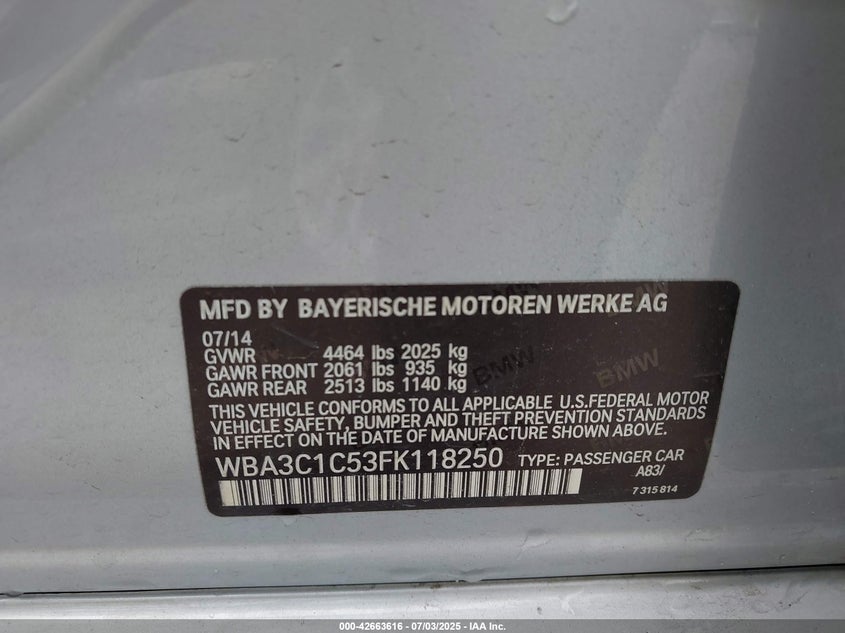 MFD BY BAYERISCHE MOTOREN WERKE AG
07/14
GVWR 4464 lbs 2025 kg
GAWR FRONT 2061 lbs 935 kg
GAWR REAR 2513 lbs 1140 kg
THIS VEHICLE CONFORMS TO ALL APPLICABLE U.S.FEDERAL MOTOR
VEHICLE SAFETY, BUMPER AND THEFT PREVENTION STANDARDS
IN EFFECT ON THE DATE OF MANUFACTURE SHOWN ABOVE.
WBA3C1C53FK118250 TYPE: PASSENGER CAR
A83/
7 315 814
BMW
BMW
BMW
000-42663616 - 07/03/2025 - IAA Inc.